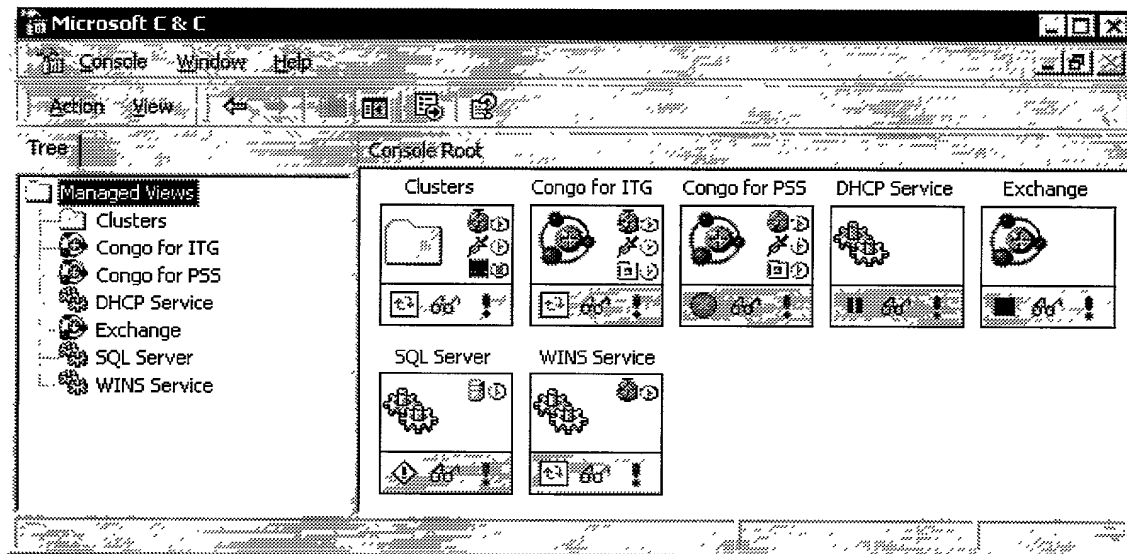 Microsoft C & C
Console Window Help
Action View
Tree
Console Root
Managed Views
Clusters
Congo for ITG
Congo for PSS
DHCP Service
Exchange
SQL Server
WINS Service
Clusters Congo for ITG Congo for PSS DHCP Service Exchange
SQL Server WINS Service